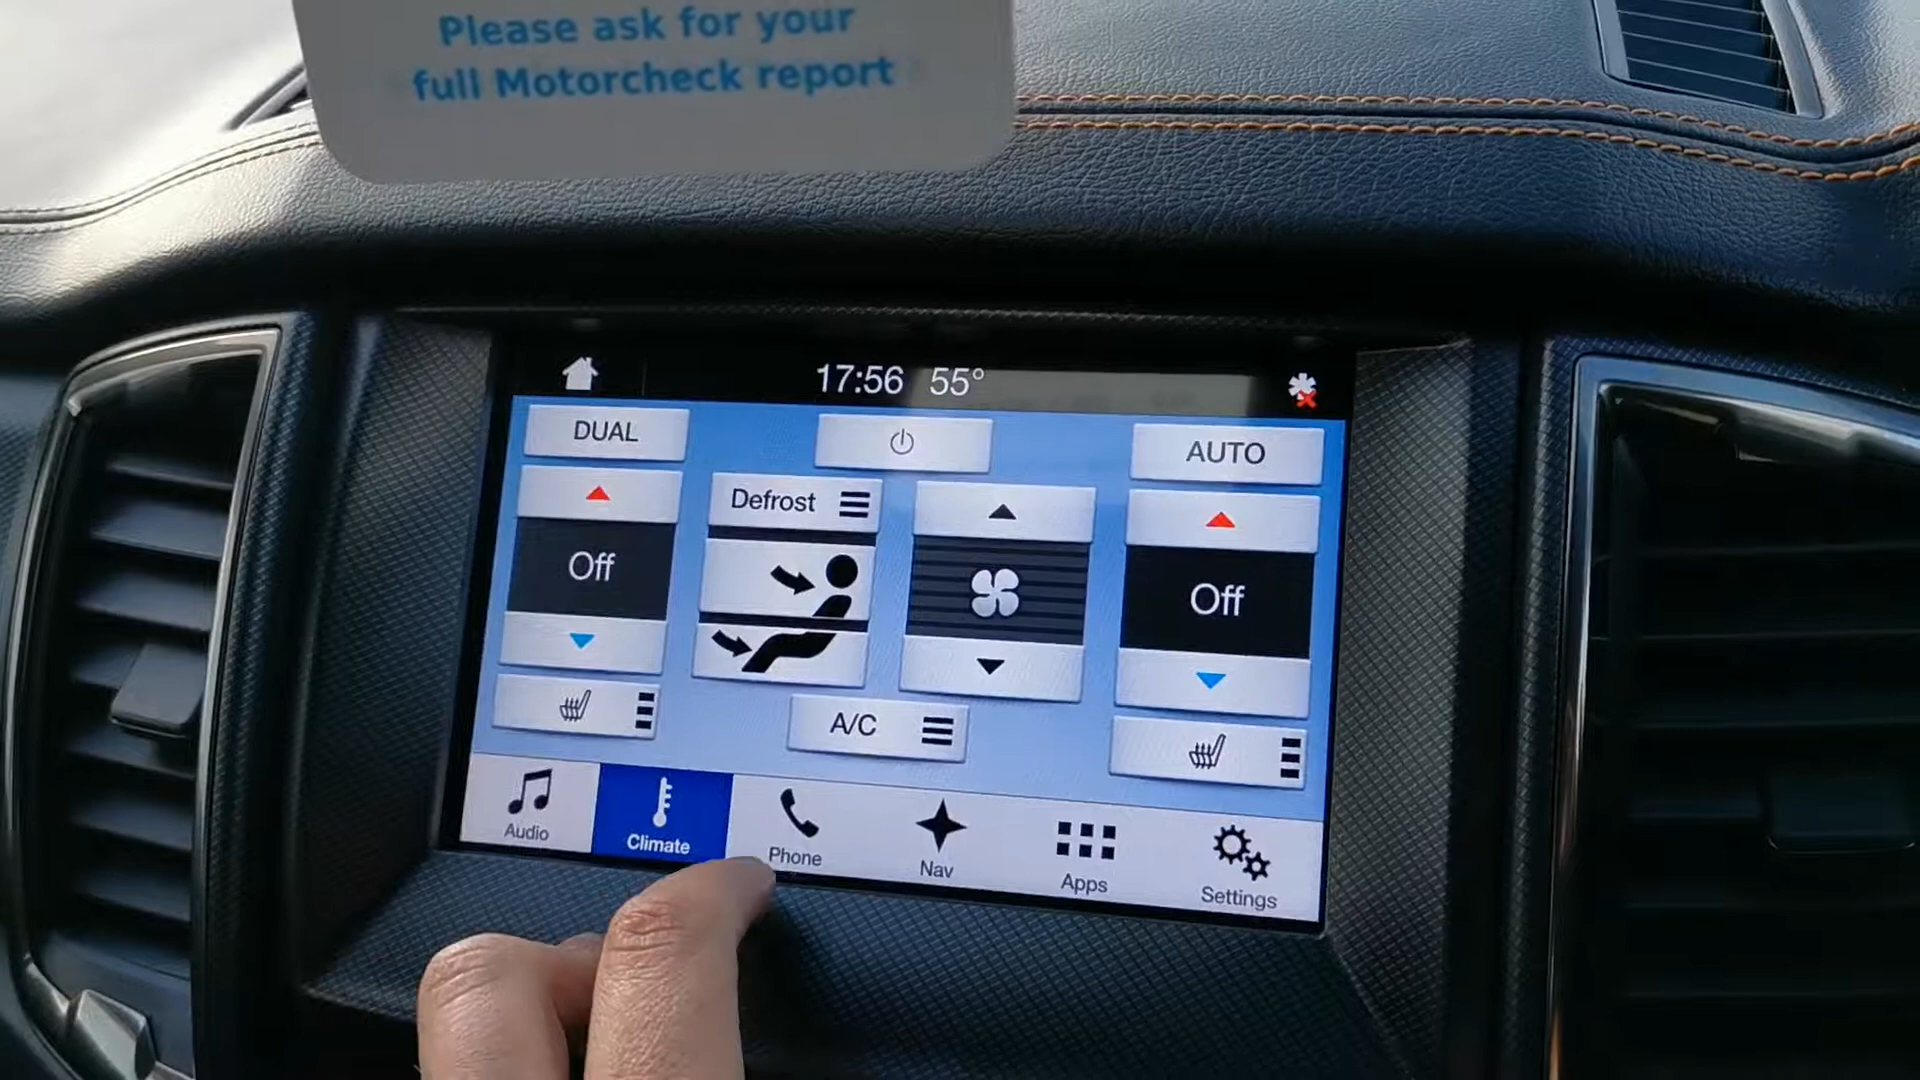 Please ask for your
full Motorcheck report
17:56 55°
DUAL
AUTO
Defrost
Off
Off
A/C
Audio
Climate
Phone
Nav
Apps
Settings